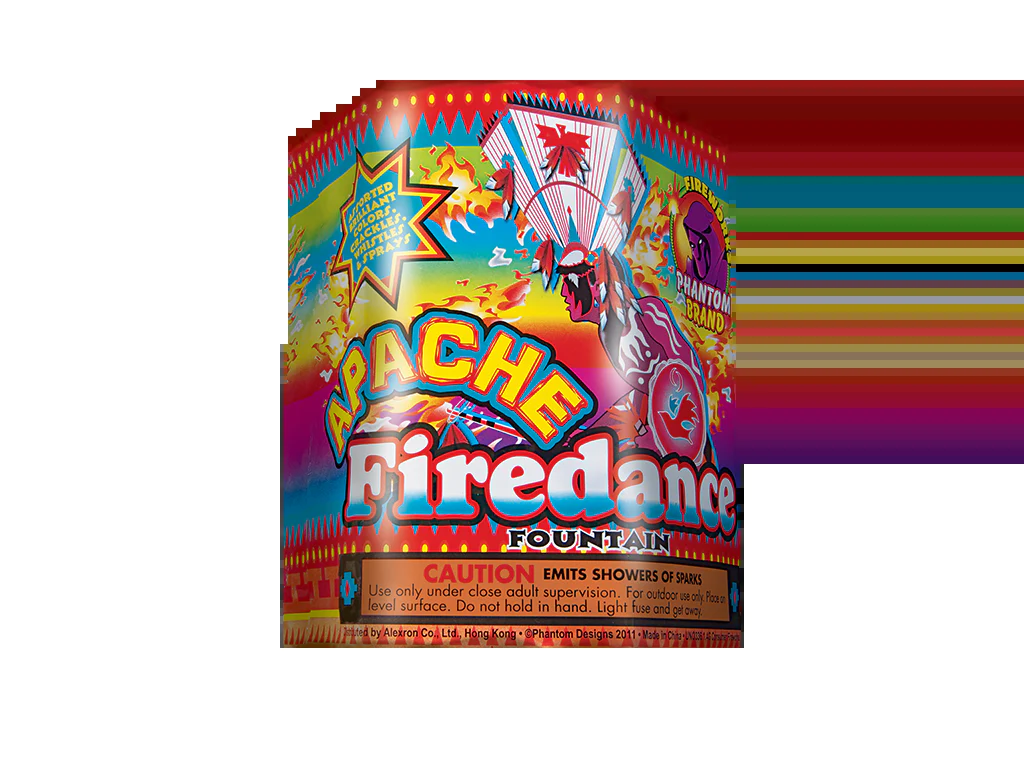 ASSORTED
BRILLIANT
COLORS,
CRACKLES,
WHISTLES
& SPRAYS
FIREWORKS
PHANTOM
BRAND
APACHE
Firedance
FOUNTAIN
CAUTION EMITS SHOWERS OF SPARKS
Use only under close adult supervision. For outdoor use only. Place on
level surface. Do not hold in hand. Light fuse and get away.
by Alexron Co., Ltd., Hong Kong • ©Phantom Designs 2011 • Made in China •